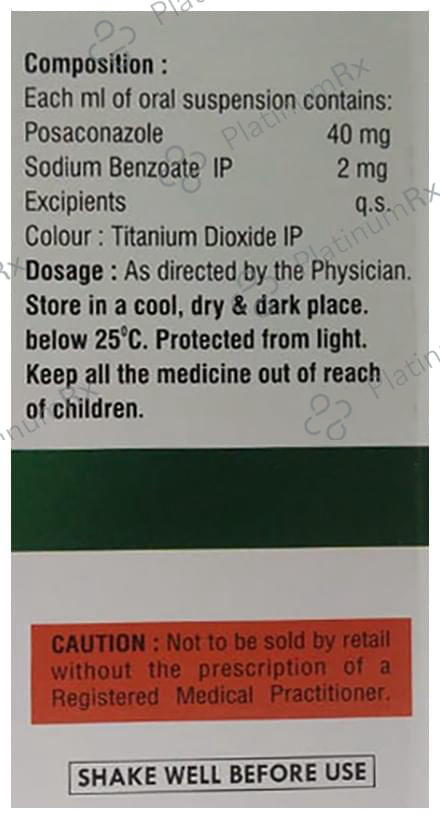 Composition :
Each ml of oral suspension contains:
Posaconazole 40 mg
Sodium Benzoate IP 2 mg
Excipients q.s.
Colour : Titanium Dioxide IP
Dosage : As directed by the Physician.
Store in a cool, dry & dark place.
below 25°C. Protected from light.
Keep all the medicine out of reach
of children.
CAUTION : Not to be sold by retail
without the prescription of a
Registered Medical Practitioner.
SHAKE WELL BEFORE USE
PlatinumRx
PlatinumRx